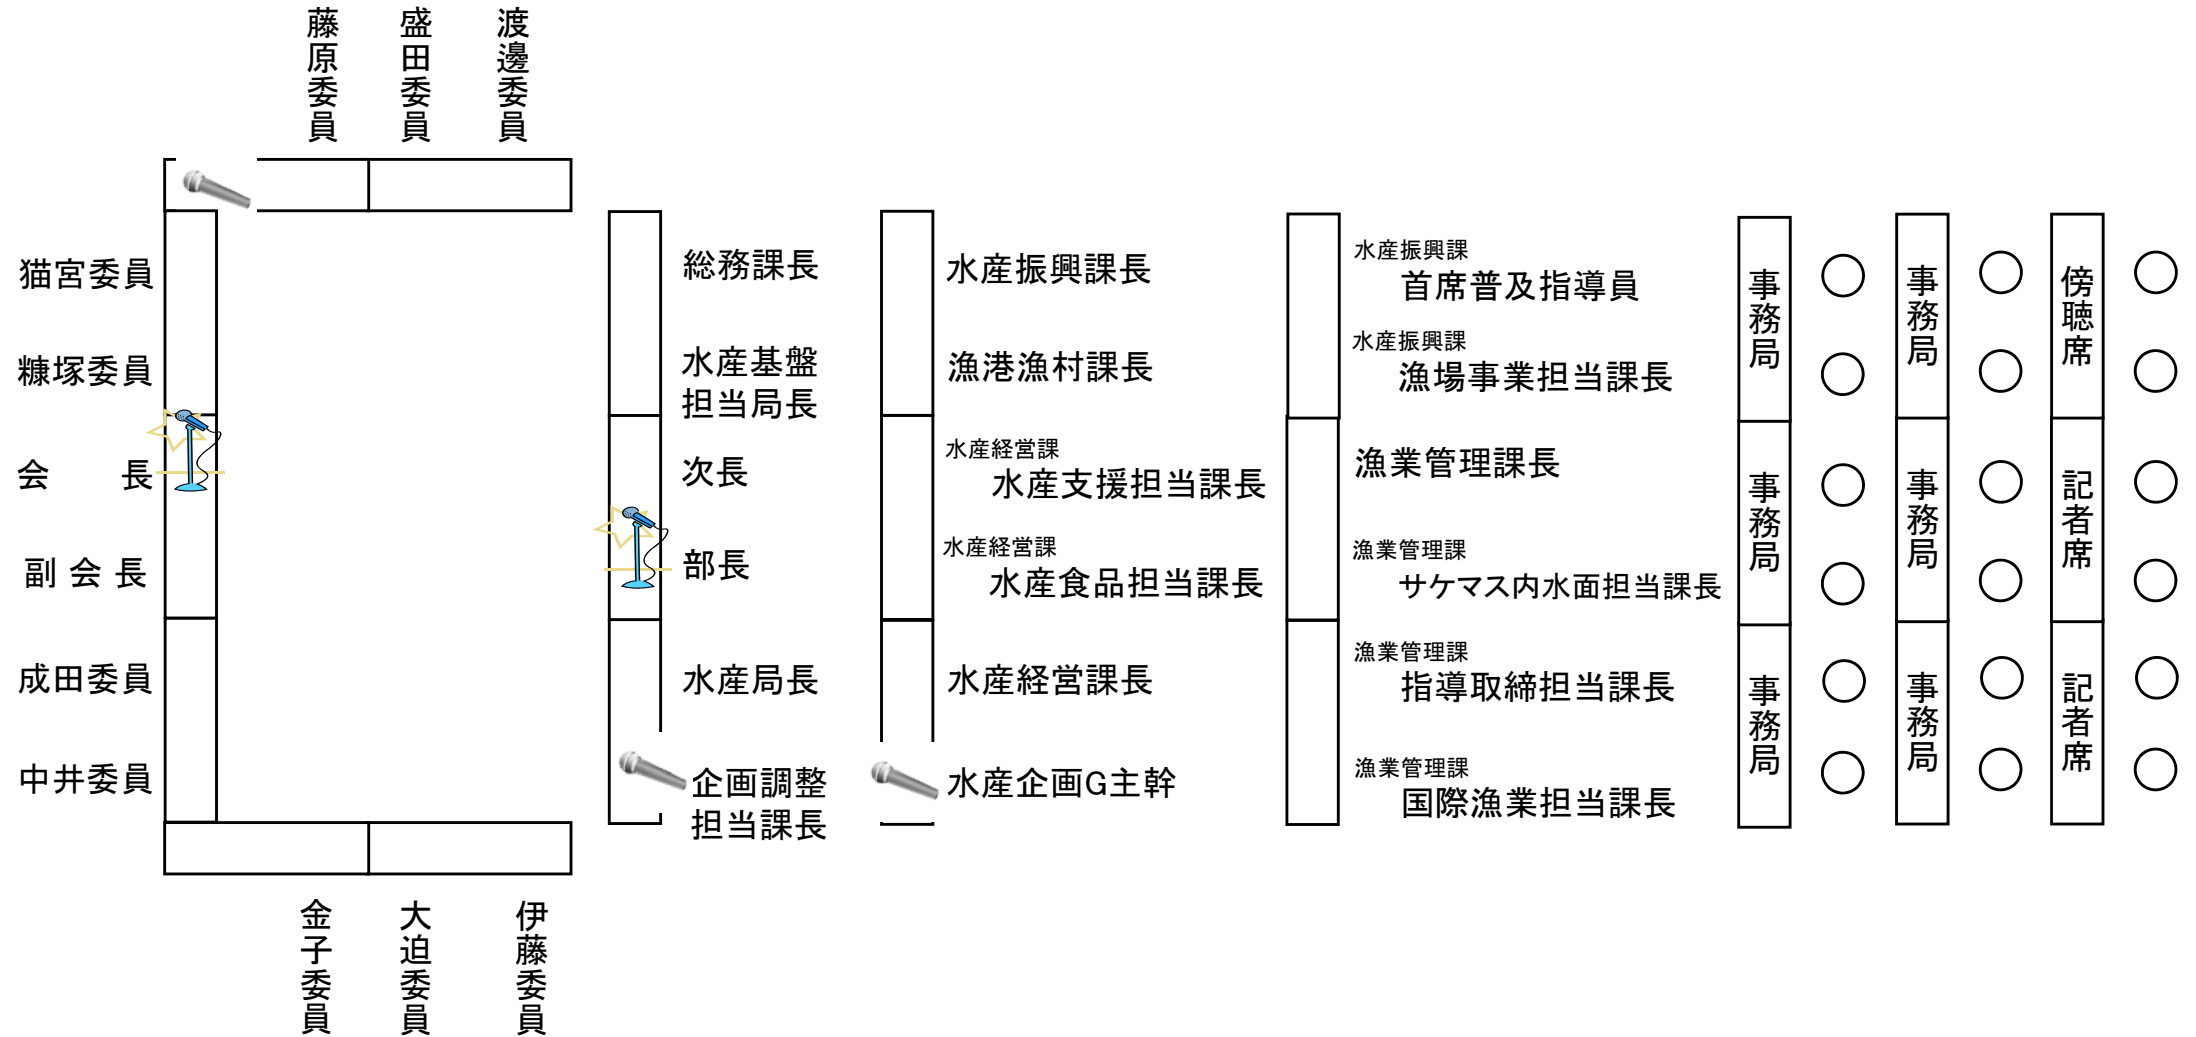 藤原委員
盛田委員
渡邊委員
猫宮委員
糠塚委員
会　　長
副 会 長
成田委員
中井委員
金子委員
大迫委員
伊藤委員
総務課長
水産基盤
担当局長
次長
部長
水産局長
企画調整
担当課長
水産振興課長
漁港漁村課長
水産経営課
水産支援担当課長
水産経営課
水産食品担当課長
水産経営課長
水産企画G主幹
水産振興課
首席普及指導員
水産振興課
漁場事業担当課長
漁業管理課長
漁業管理課
サケマス内水面担当課長
漁業管理課
指導取締担当課長
漁業管理課
国際漁業担当課長
事務局
事務局
事務局
事務局
事務局
事務局
傍聴席
記者席
記者席